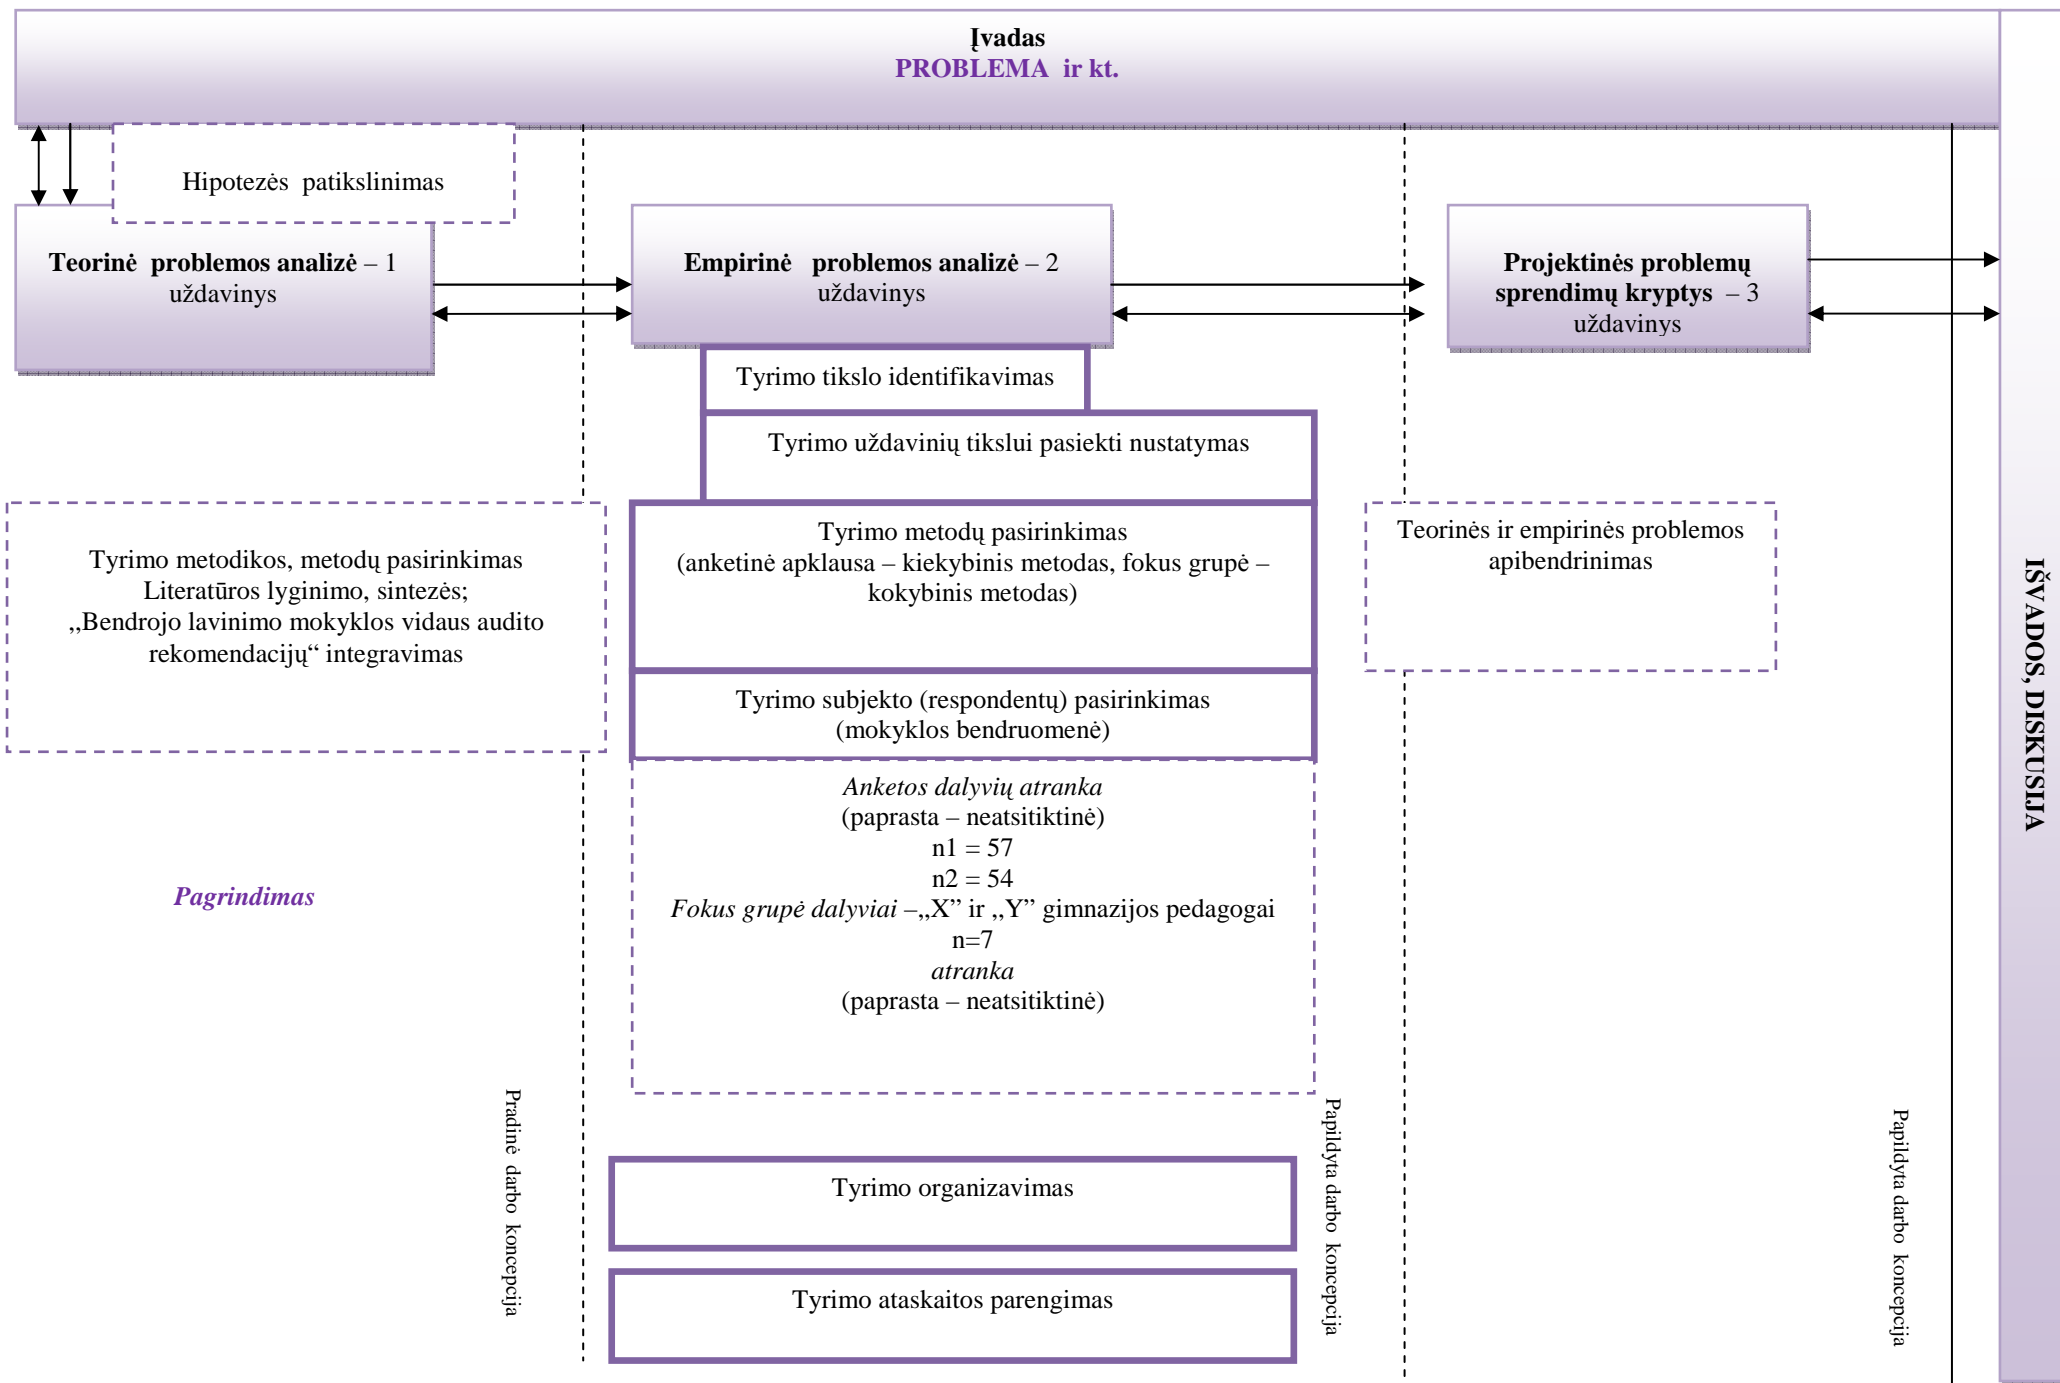 Įvadas
PROBLEMA ir kt.
Hipotezės patikslinimas
Teorinė problemos analizė – 1
uždavinys
Empirinė problemos analizė – 2
uždavinys
Projektinės problemų
sprendimų kryptys – 3
uždavinys
Tyrimo tikslo identifikavimas
Tyrimo uždavinių tikslui pasiekti nustatymas
Tyrimo metodikos, metodų pasirinkimas
Literatūros lyginimo, sintezės;
,,Bendrojo lavinimo mokyklos vidaus audito
rekomendacijų“ integravimas
Tyrimo metodų pasirinkimas
(anketinė apklausa – kiekybinis metodas, fokus grupė –
kokybinis metodas)
Teorinės ir empirinės problemos
apibendrinimas
Tyrimo subjekto (respondentų) pasirinkimas
(mokyklos bendruomenė)
Anketos dalyvių atranka
(paprasta – neatsitiktinė)
n1 = 57
n2 = 54
Fokus grupė dalyviai –,,X” ir ,,Y” gimnazijos pedagogai
n=7
atranka
(paprasta – neatsitiktinė)
Pagrindimas
Pradinė darbo koncepcija
Tyrimo organizavimas
Tyrimo ataskaitos parengimas
Papildyta darbo koncepcija
Papildyta darbo koncepcija
IŠVADOS, DISKUSIJA